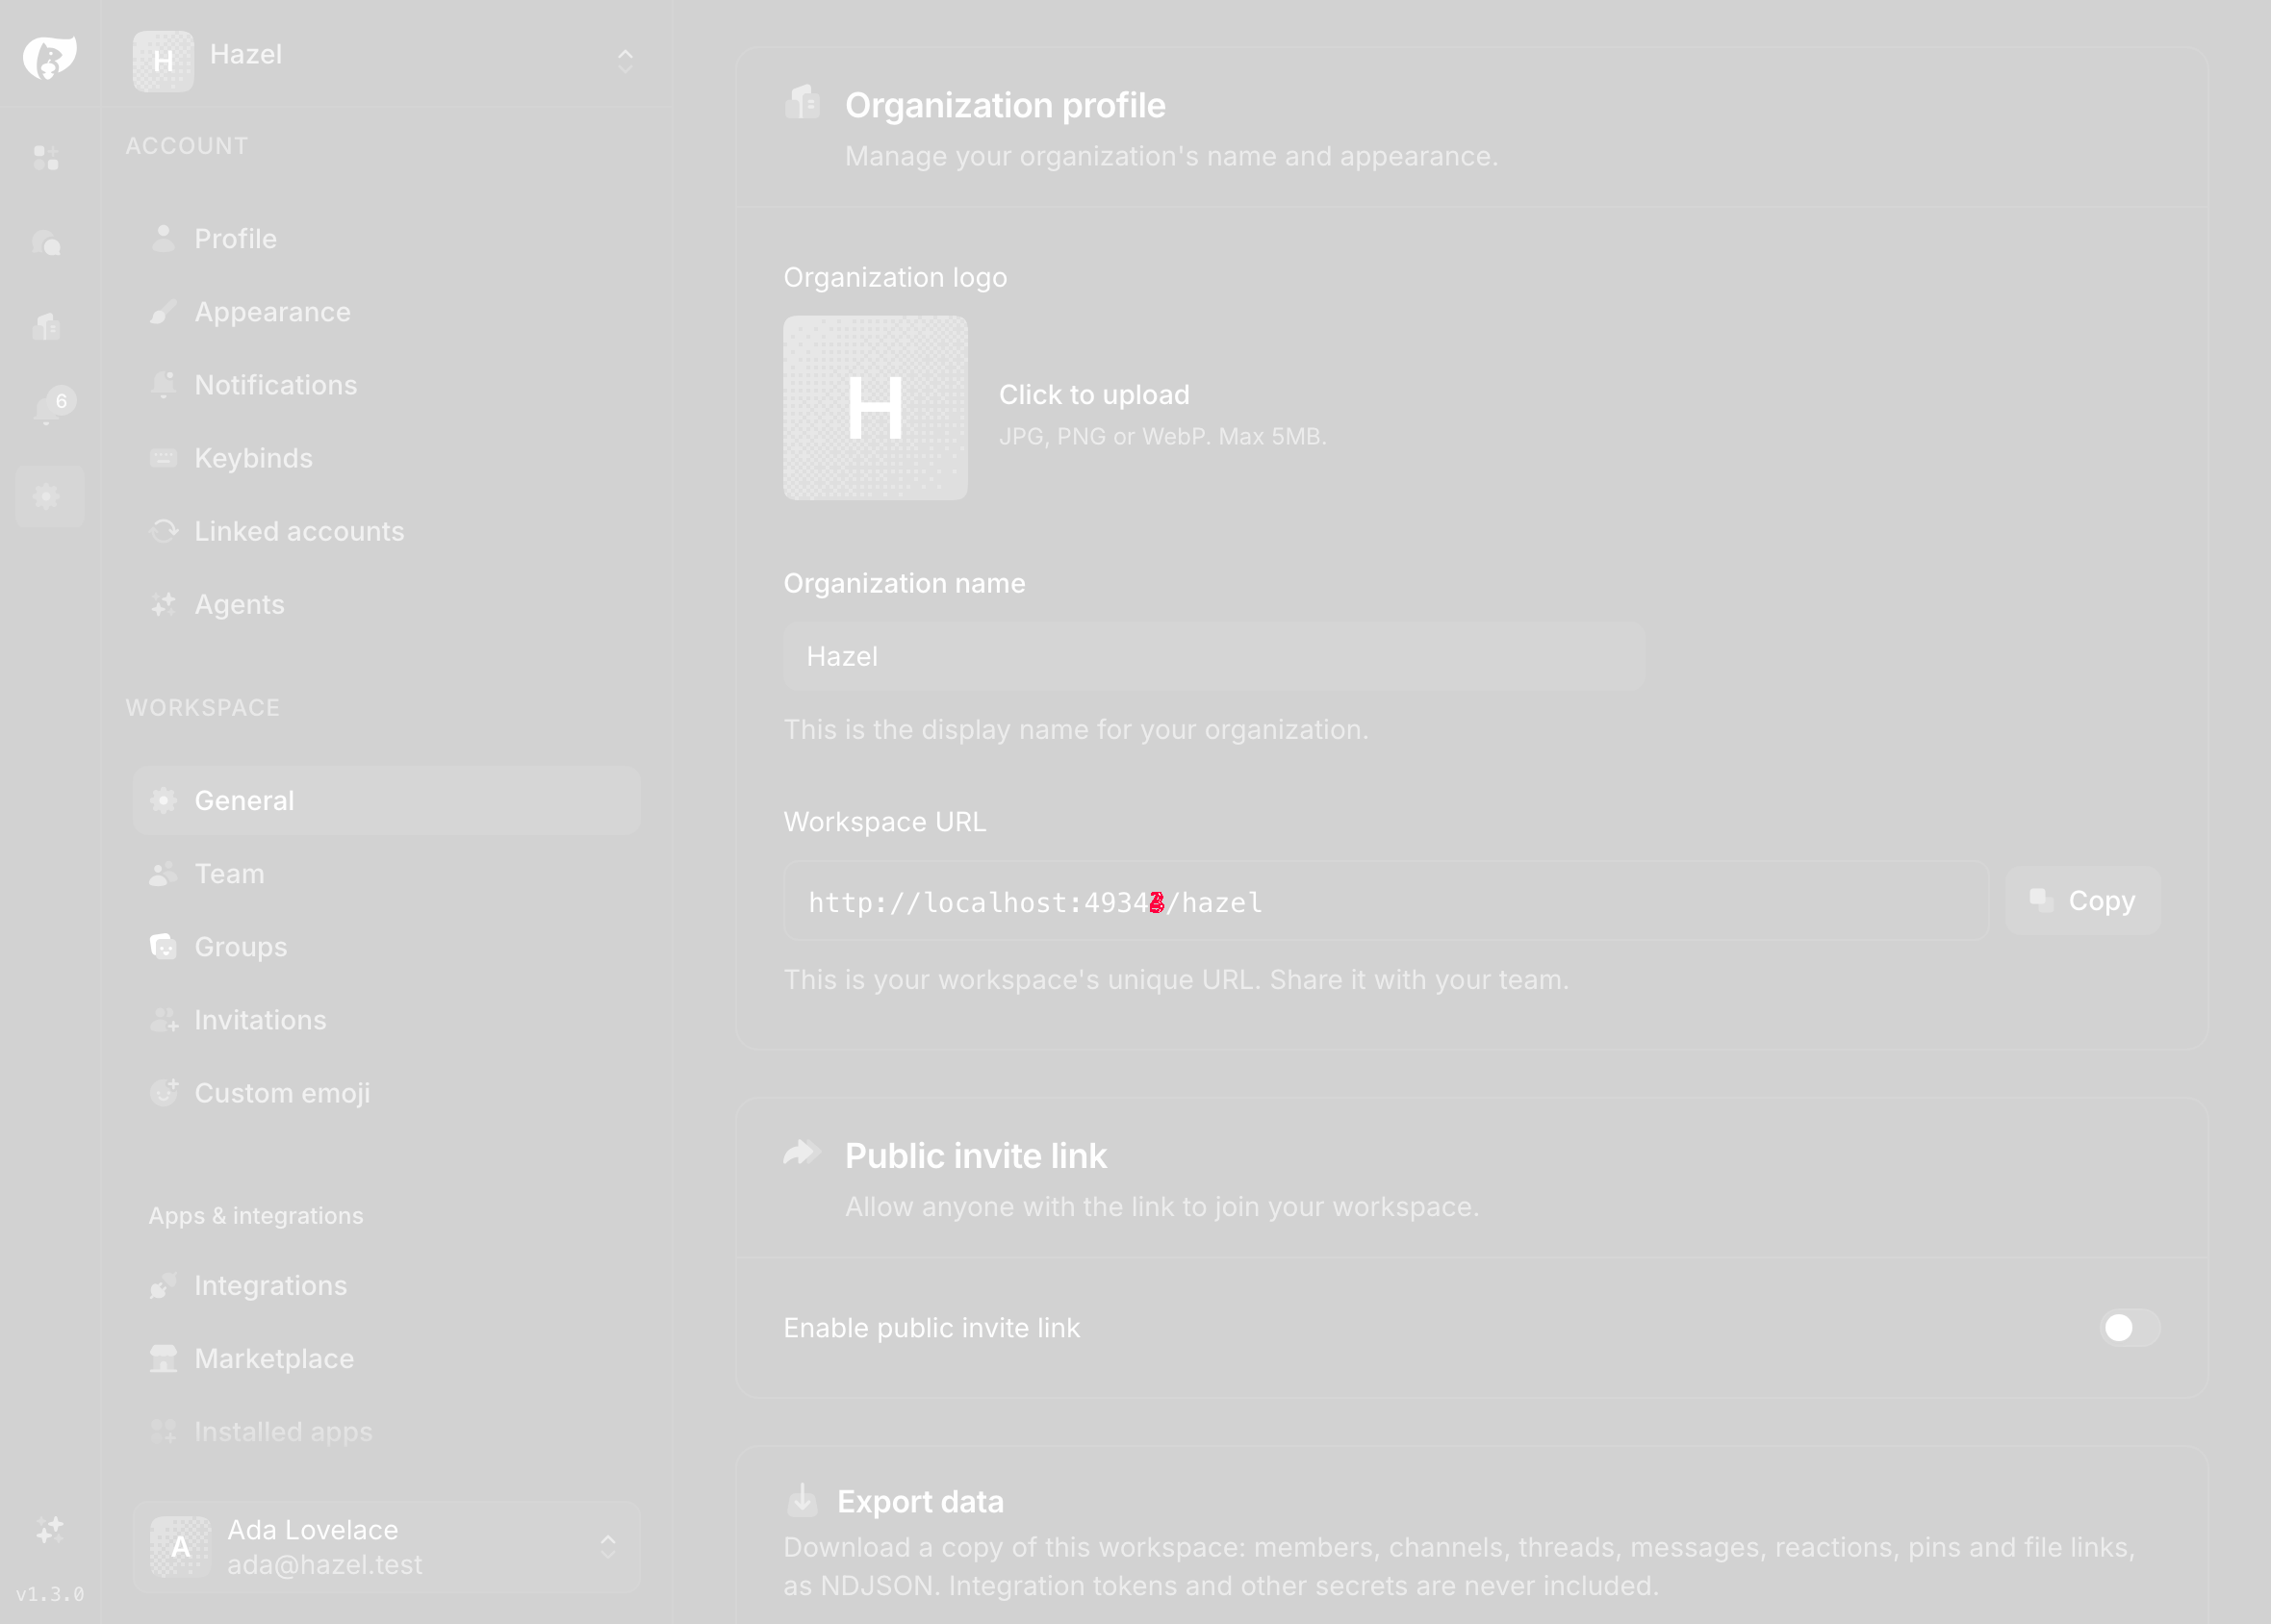 H
Hazel
ACCOUNT
Profile
Appearance
Notifications
6
Keybinds
Linked accounts
Agents
WORKSPACE
General
Team
Groups
Invitations
Custom emoji
Apps & integrations
Integrations
Marketplace
Installed apps
A
Ada Lovelace
ada@hazel.test
v1.3.0
Organization profile
Manage your organization's name and appearance.
Organization logo
H
Click to upload
JPG, PNG or WebP. Max 5MB.
Organization name
Hazel
This is the display name for your organization.
Workspace URL
http://localhost:4934/hazel
Copy
This is your workspace's unique URL. Share it with your team.
Public invite link
Allow anyone with the link to join your workspace.
Enable public invite link
Export data
Download a copy of this workspace: members, channels, threads, messages, reactions, pins and file links,
as NDJSON. Integration tokens and other secrets are never included.